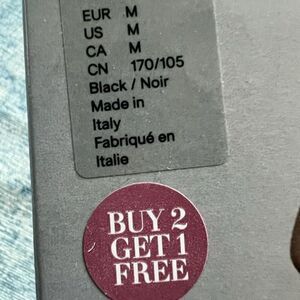 EUR M
US M
CA M
CN 170/105
Black / Noir
Made in
Italy
Fabriqué en
Italie
BUY 2
GET 1
FREE